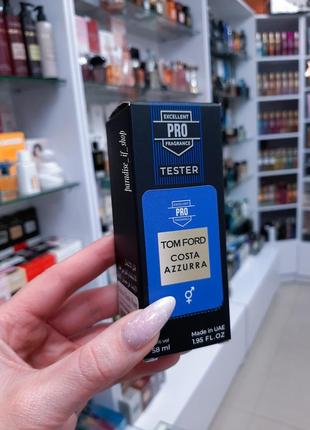 EXCELLENT
PRO
FRAGRANCE
TESTER
paradise_if_shop
EXCELLENT
PRO
FRAGRANCE
TOM FORD
COSTA
AZZURRA
% vol
58 ml
Made in UAE
1.95 FL.OZ